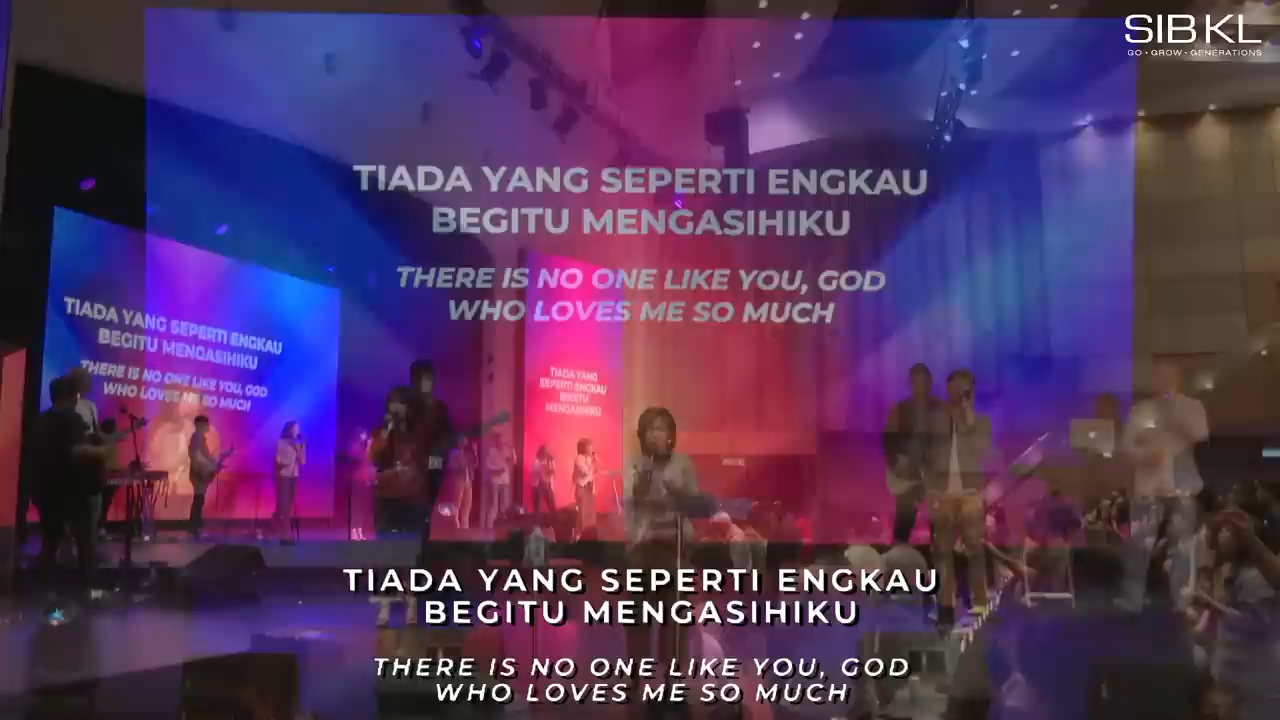 SIBKL
GO • GROW • GENERATIONS
TIADA YANG SEPERTI ENGKAU
BEGITU MENGASIHIKU
THERE IS NO ONE LIKE YOU, GOD
WHO LOVES ME SO MUCH
TIADA YANG SEPERTI ENGKAU
BEGITU MENGASIHIKU
THERE IS NO ONE LIKE YOU, GOD
WHO LOVES ME SO MUCH
TIADA YANG
SEPERTI ENGKAU
BEGITU
MENGASIHIKU
TIADA YANG SEPERTI ENGKAU
BEGITU MENGASIHIKU
THERE IS NO ONE LIKE YOU, GOD
WHO LOVES ME SO MUCH